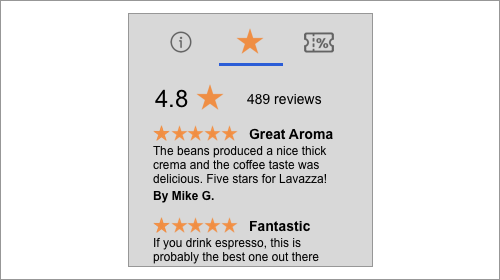 %
4.8 489 reviews
Great Aroma
The beans produced a nice thick
crema and the coffee taste was
delicious. Five stars for Lavazza!
By Mike G.
Fantastic
If you drink espresso, this is
probably the best one out there